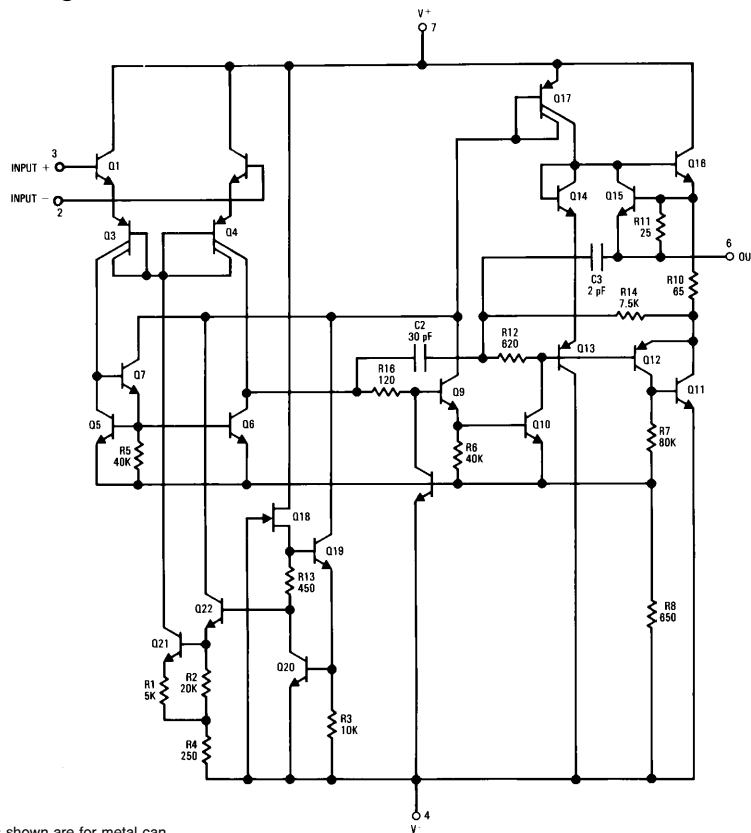 V+
7
Q17
3
INPUT +
Q1
Q16
INPUT –
2
Q14
Q15
R11
25
6
OU
Q3
Q4
C3
2 pF
R10
65
R14
7.5K
C2
30 pF
R12
620
Q13
Q12
Q7
R16
120
Q9
Q11
Q5
Q6
Q10
R5
40K
R6
40K
R7
80K
Q18
Q19
R13
450
Q22
R8
650
Q21
Q20
R1
5K
R2
20K
R3
10K
R4
250
4
V-
shown are for metal can